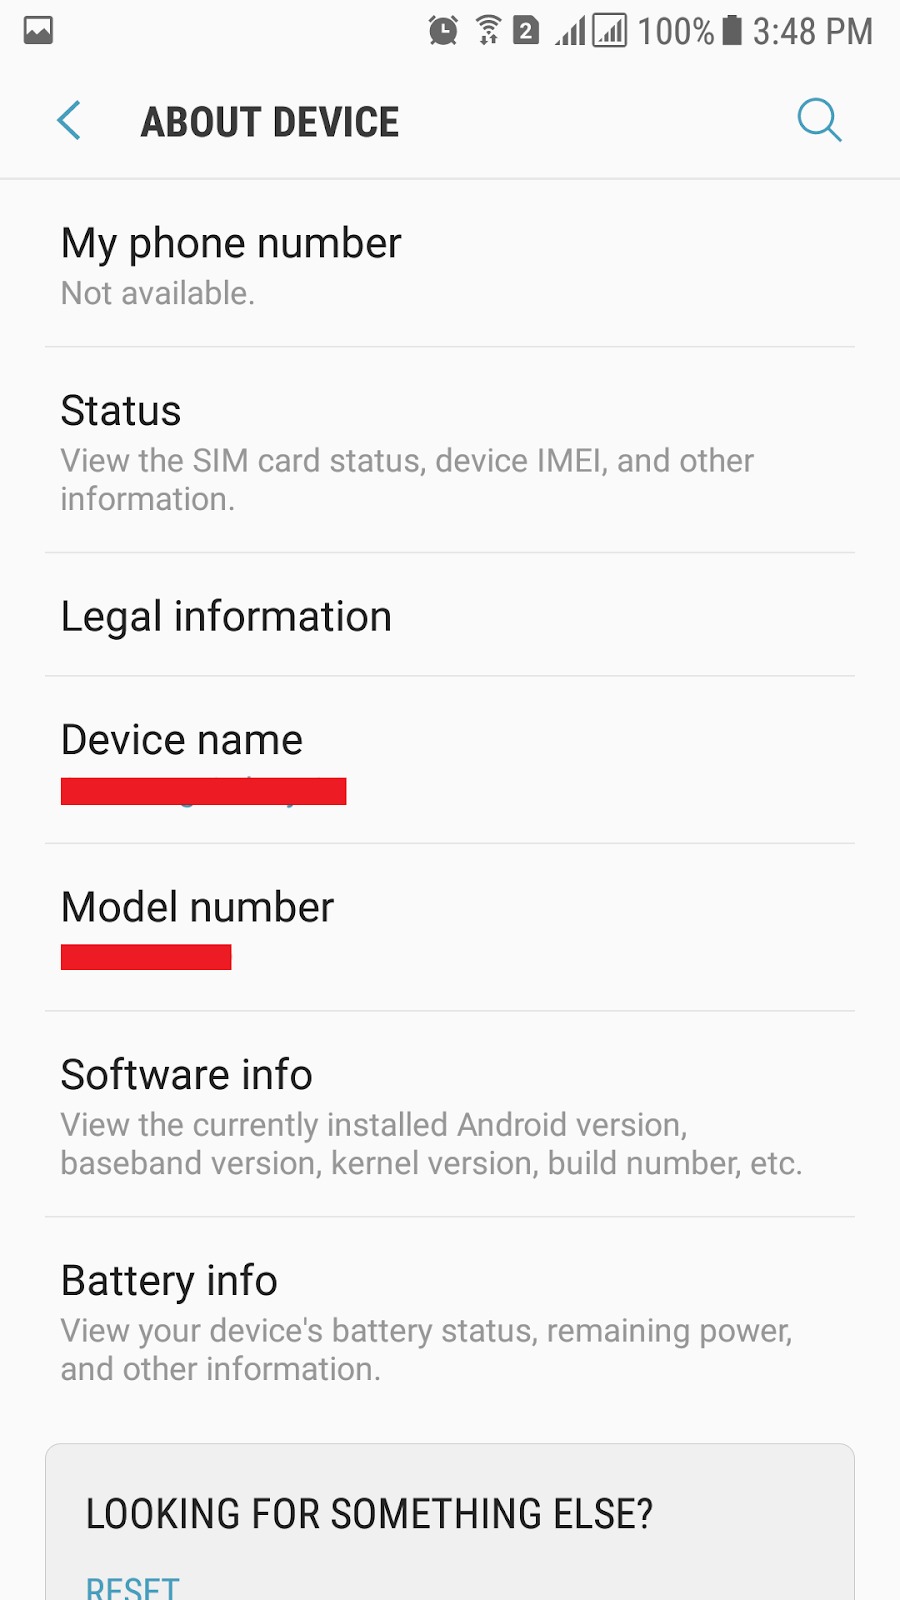 2 100% 3:48 PM
ABOUT DEVICE
My phone number
Not available.
Status
View the SIM card status, device IMEI, and other
information.
Legal information
Device name
Model number
Software info
View the currently installed Android version,
baseband version, kernel version, build number, etc.
Battery info
View your device's battery status, remaining power,
and other information.
LOOKING FOR SOMETHING ELSE?
RESET